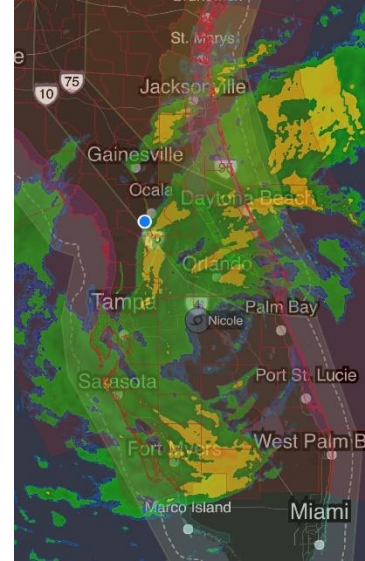 St. Marys
e
75
10
Jacksonville
Gainesville
Ocala
Daytona Beach
Orlando
Tampa
4
Palm Bay
Nicole
Port St. Lucie
Sarasota
West Palm B
Fort Myers
Marco Island
Miami